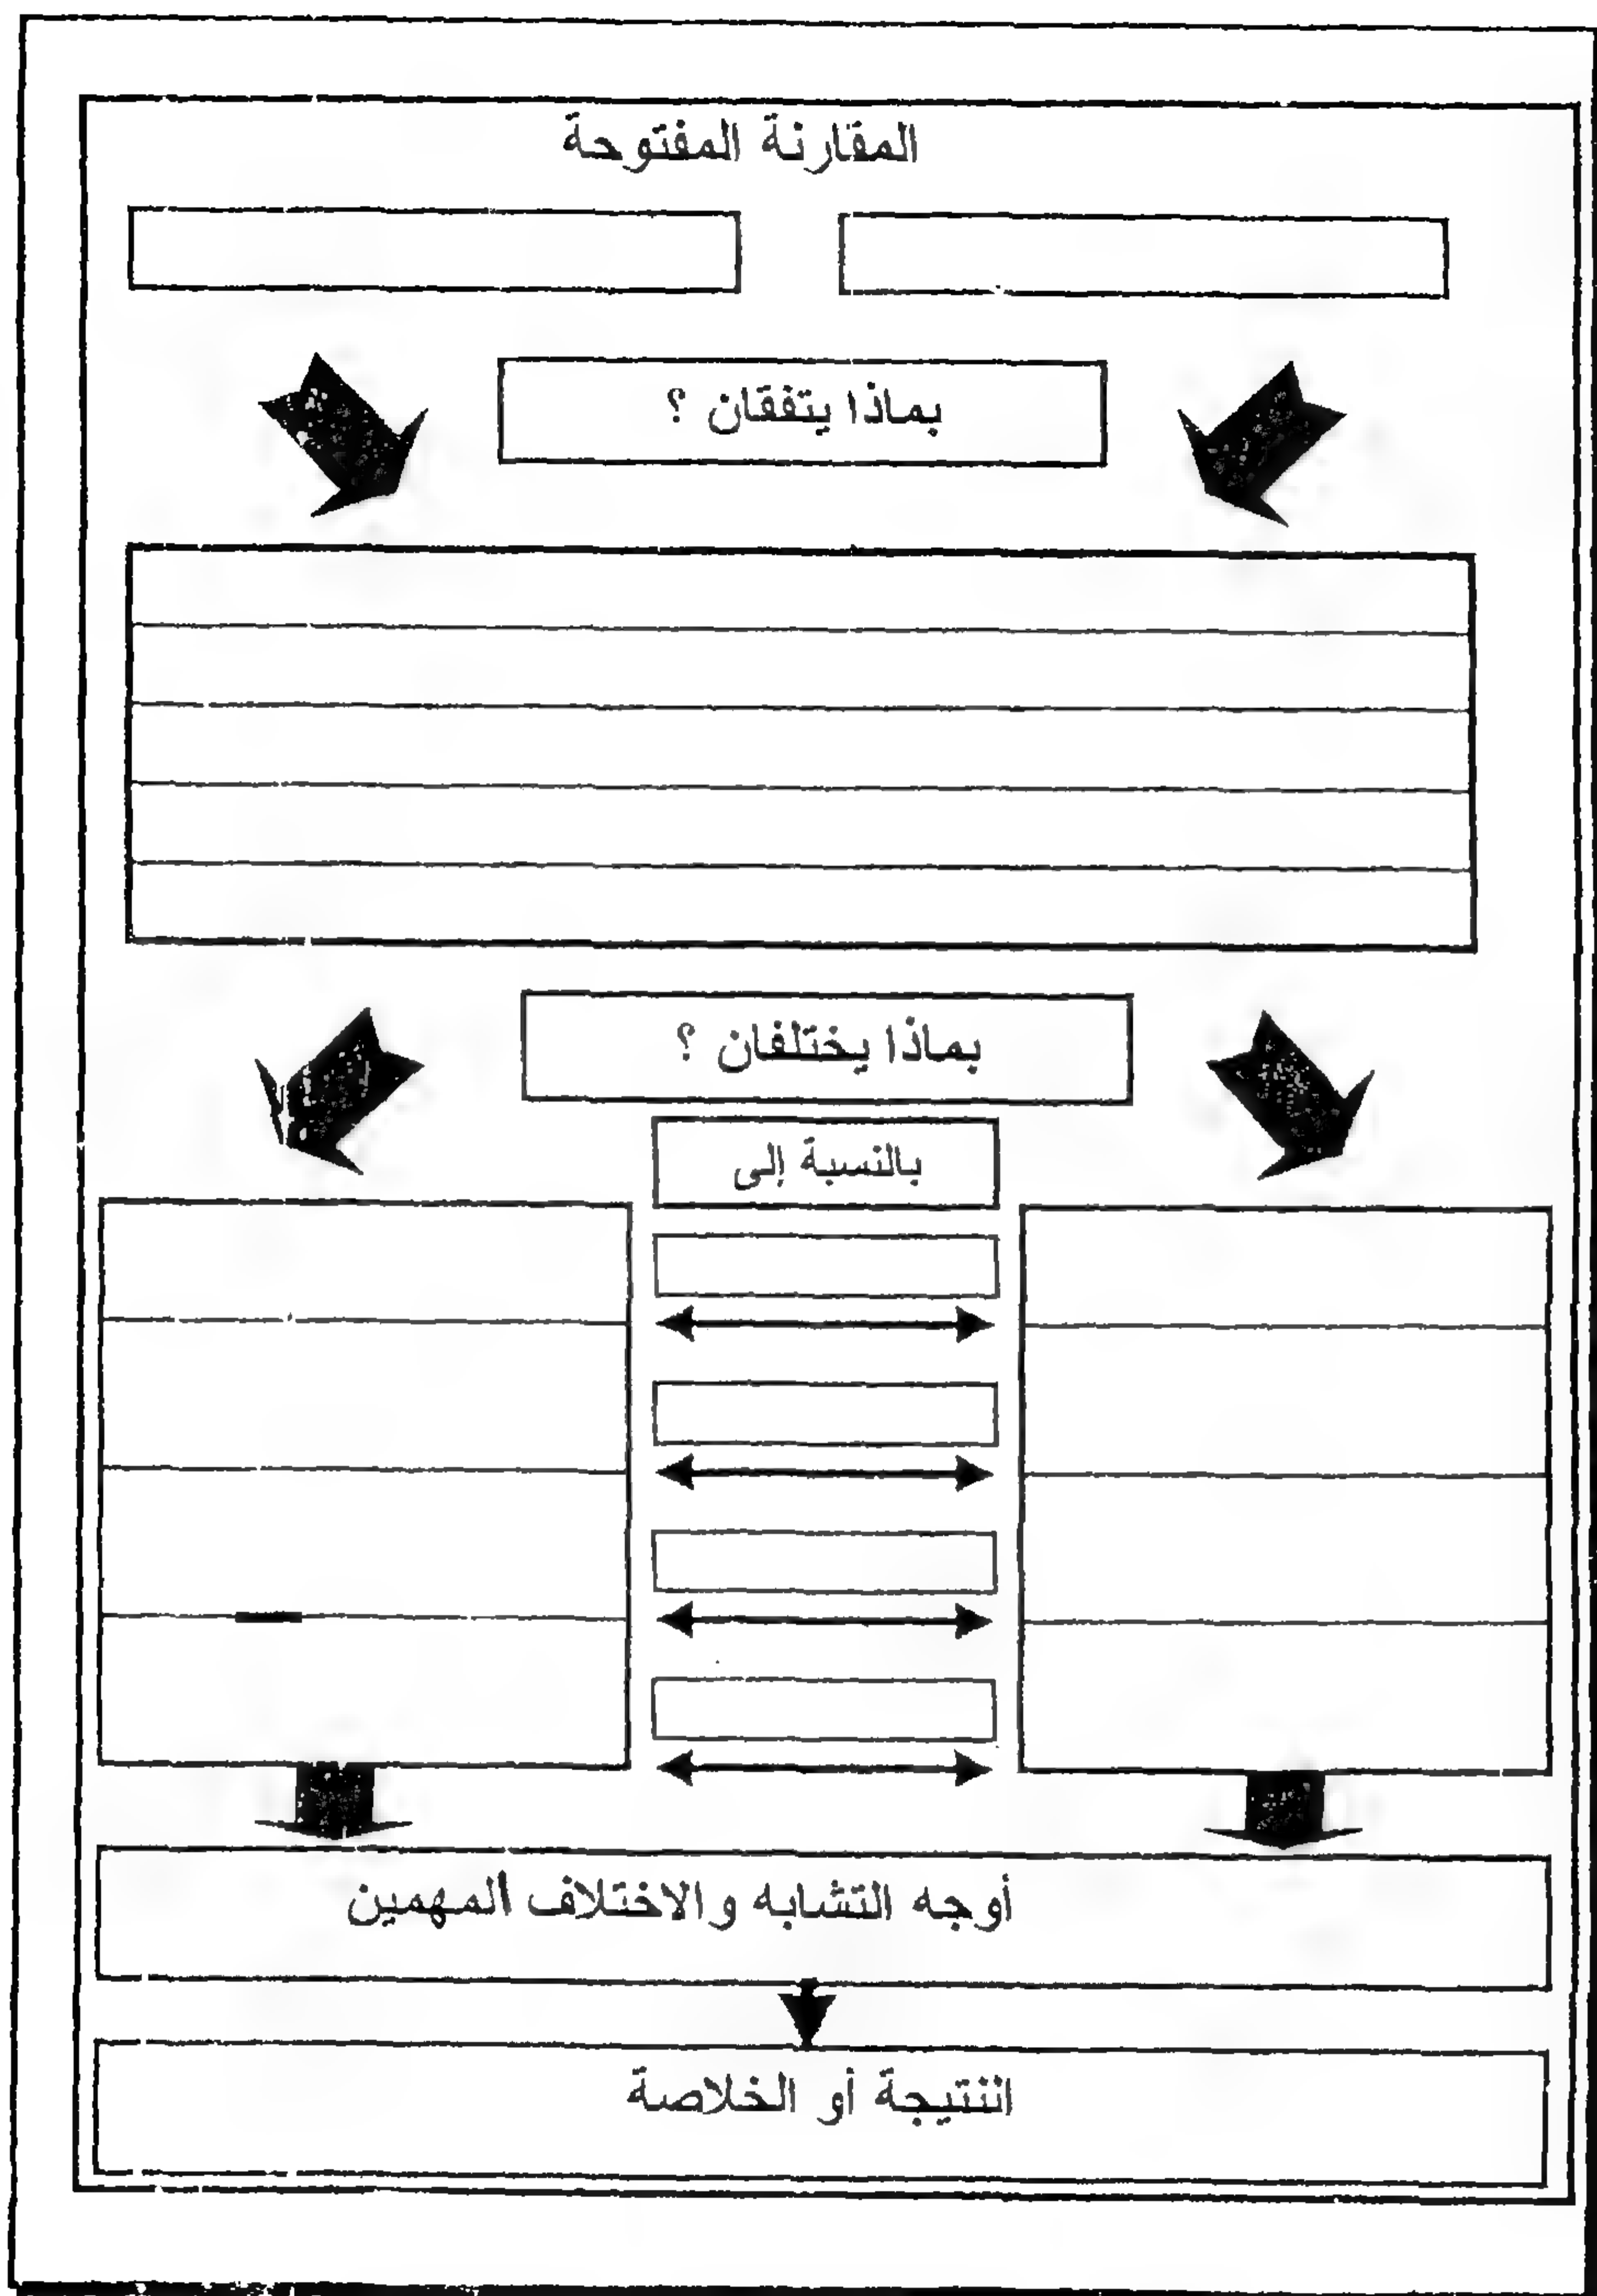 المقارنة المفتوحة
بماذا يتفقان ؟
بماذا يختلفان ؟
بالنسبة إلى
أوجه التشابه والاختلاف المهمين
النتيجة أو الخلاصة